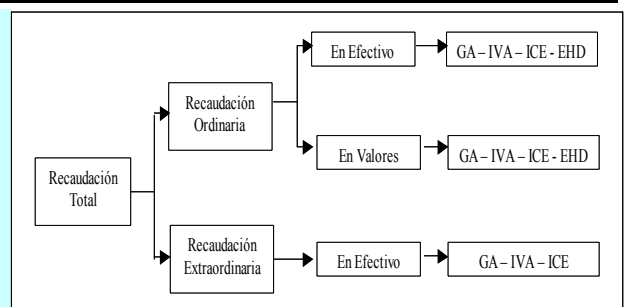 En Efectivo
GA – IVA – ICE - EHD
Recaudación
Ordinaria
En Valores
GA – IVA – ICE - EHD
Recaudación
Total
Recaudación
Extraordinaria
En Efectivo
GA – IVA – ICE